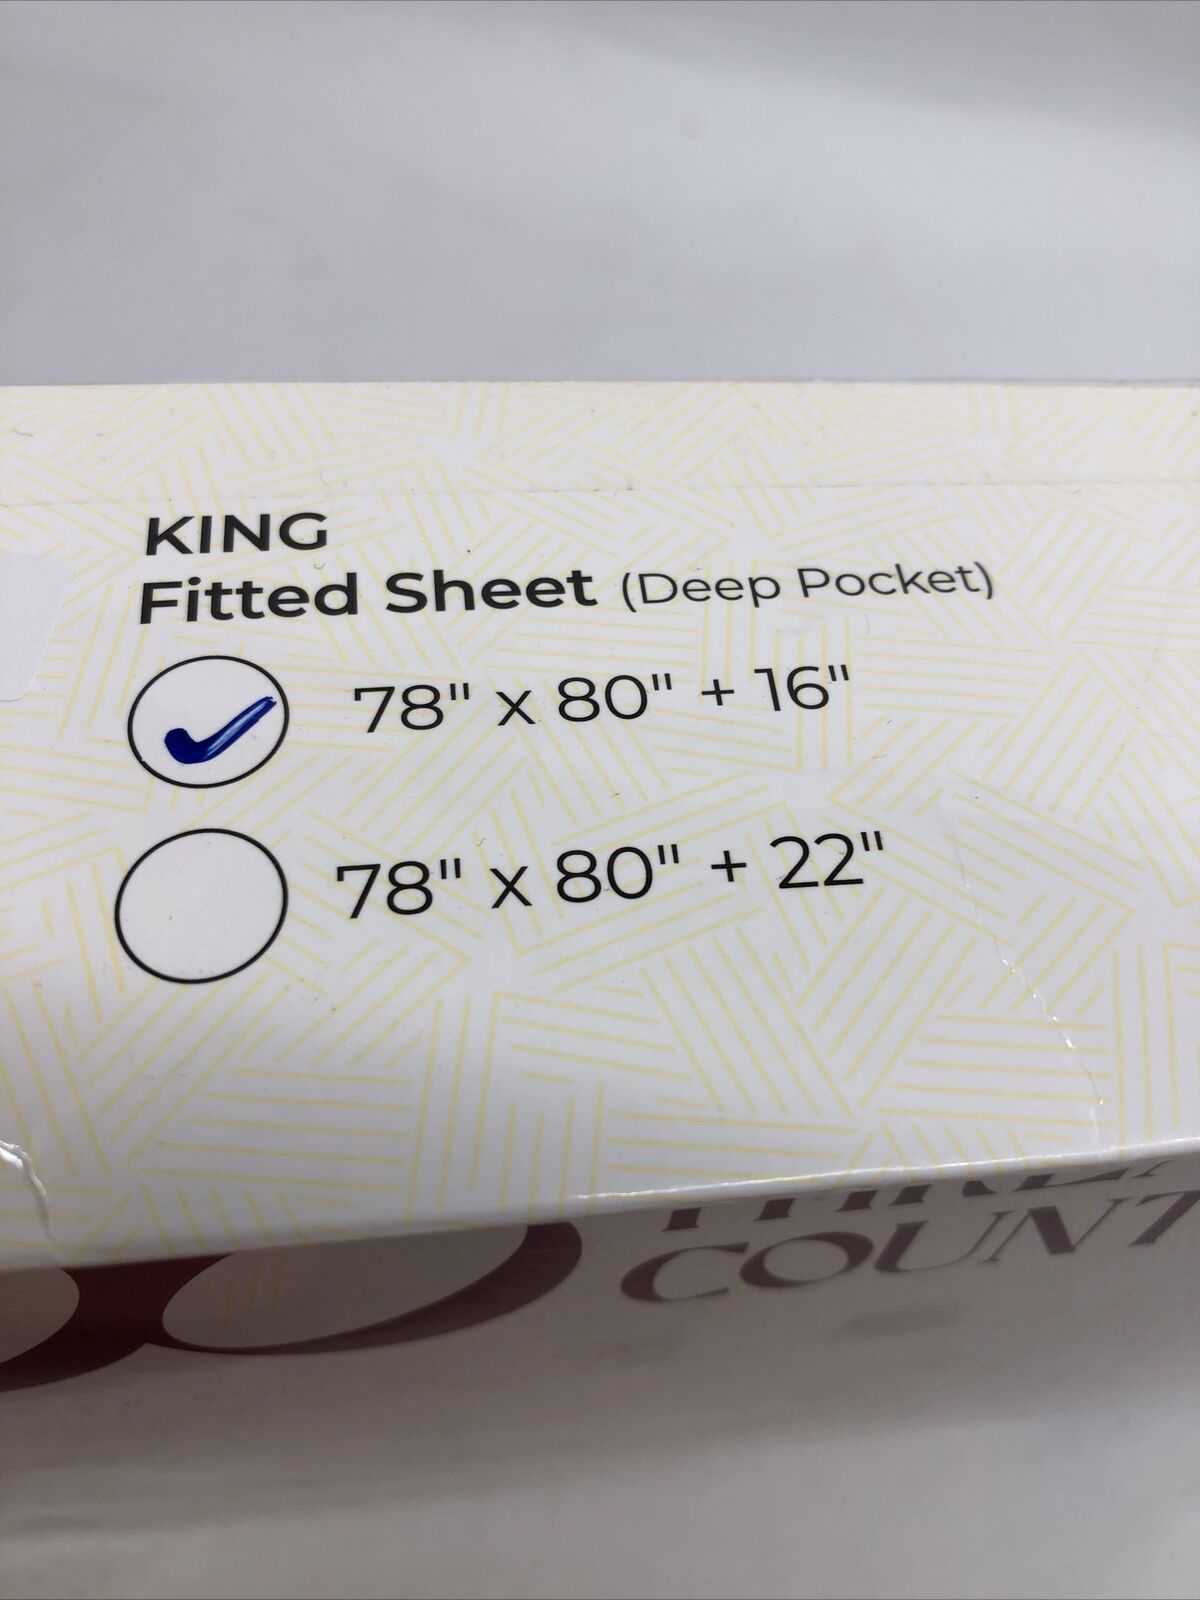 KING
Fitted Sheet (Deep Pocket)
78" x 80" + 16"
78" x 80" + 22"